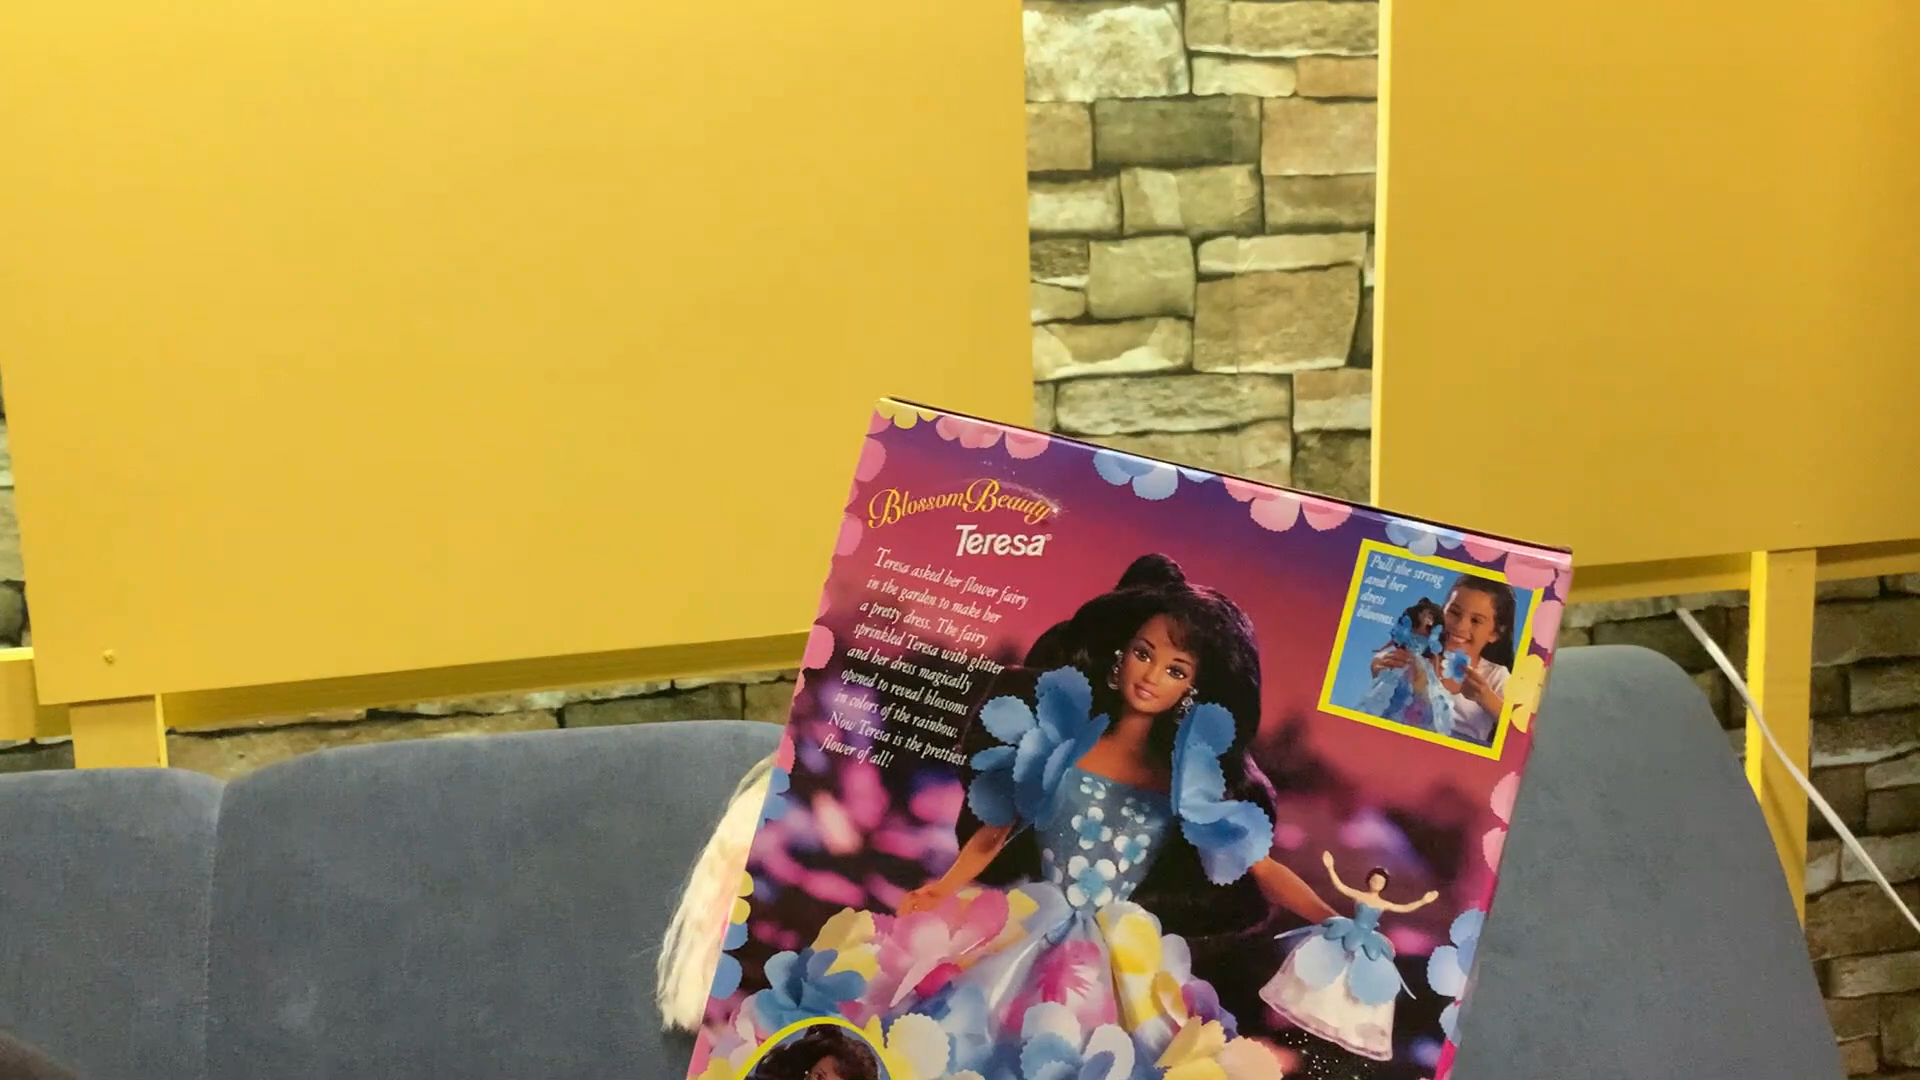 Blossom Beauty
Teresa®
Teresa asked her flower fairy
in the garden to make her
a pretty dress. The fairy
sprinkled Teresa with glitter
and her dress magically
opened to reveal blossoms
in colors of the rainbow.
Now Teresa is the prettiest
flower of all!
Pull the string
and her
dress
blooms.